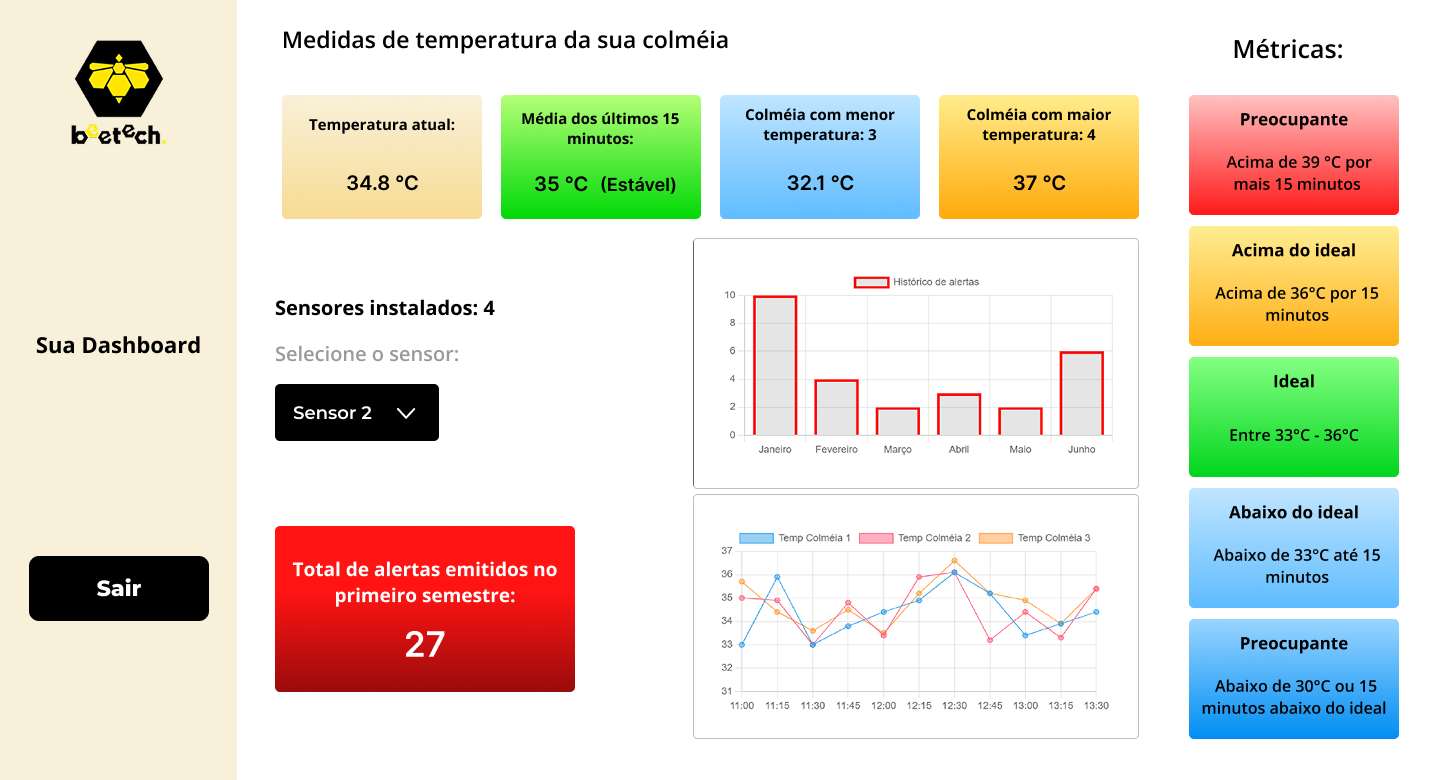 beetech.
Sua Dashboard
Sair
Medidas de temperatura da sua colméia
Temperatura atual:
34.8 °C
Média dos últimos 15
minutos:
35 °C (Estável)
Colméia com menor
temperatura: 3
32.1 °C
Colméia com maior
temperatura: 4
37 °C
Sensores instalados: 4
Selecione o sensor:
Sensor 2
Total de alertas emitidos no
primeiro semestre:
27
Histórico de alertas
10
8
6
4
2
0
Janeiro Fevereiro Março Abril Maio Junho
Temp Colméia 1 Temp Colméia 2 Temp Colméia 3
37
36
35
34
33
32
31
11:00 11:15 11:30 11:45 12:00 12:15 12:30 12:45 13:00 13:15 13:30
Métricas:
Preocupante
Acima de 39 °C por
mais 15 minutos
Acima do ideal
Acima de 36°C por 15
minutos
Ideal
Entre 33°C - 36°C
Abaixo do ideal
Abaixo de 33°C até 15
minutos
Preocupante
Abaixo de 30°C ou 15
minutos abaixo do ideal